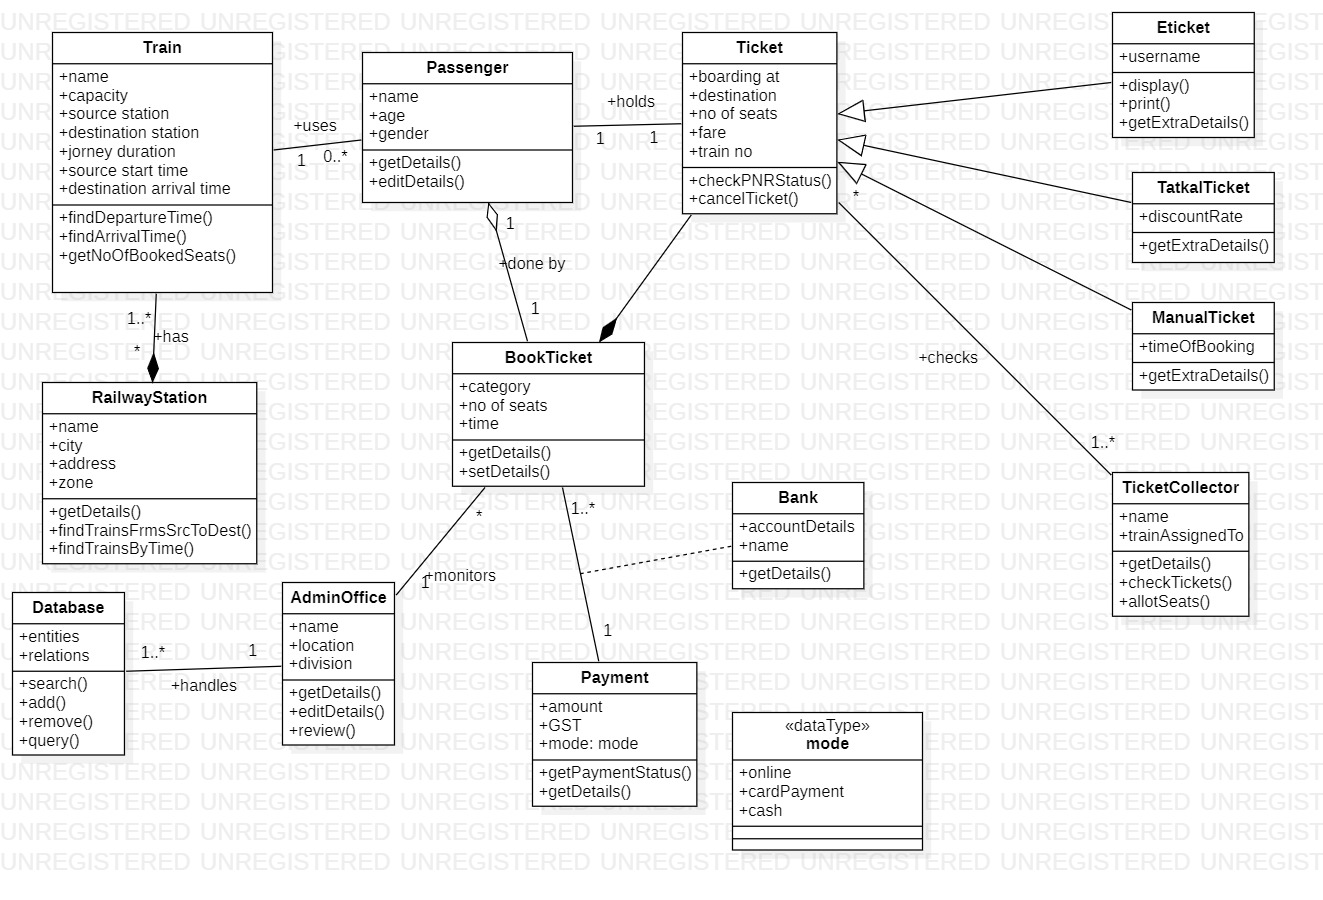 Train
+name
+capacity
+source station
+destination station
+jorney duration
+source start time
+destination arrival time
+findDepartureTime()
+findArrivalTime()
+getNoOfBookedSeats()
+uses
1
0..*
Passenger
+name
+age
+gender
+getDetails()
+editDetails()
+holds
1
1
Ticket
+boarding at
+destination
+no of seats
+fare
+train no
+checkPNRStatus()
+cancelTicket()
Eticket
+username
+display()
+print()
+getExtraDetails()
TatkalTicket
+discountRate
+getExtraDetails()
ManualTicket
+timeOfBooking
+getExtraDetails()
*
+checks
1..*
1
+done by
1
1..*
+has
*
RailwayStation
+name
+city
+address
+zone
+getDetails()
+findTrainsFrmsSrcToDest()
+findTrainsByTime()
BookTicket
+category
+no of seats
+time
+getDetails()
+setDetails()
*
+monitors
1
1..*
1
Bank
+accountDetails
+name
+getDetails()
TicketCollector
+name
+trainAssignedTo
+getDetails()
+checkTickets()
+allotSeats()
Database
+entities
+relations
+search()
+add()
+remove()
+query()
1..*
1
+handles
AdminOffice
+name
+location
+division
+getDetails()
+editDetails()
+review()
Payment
+amount
+GST
+mode: mode
+getPaymentStatus()
+getDetails()
«dataType»
mode
+online
+cardPayment
+cash
UNREGISTERED UNREGISTERED UNREGISTERED UNREGISTERED UNREGISTERED UNREGISTERED UNREGIST